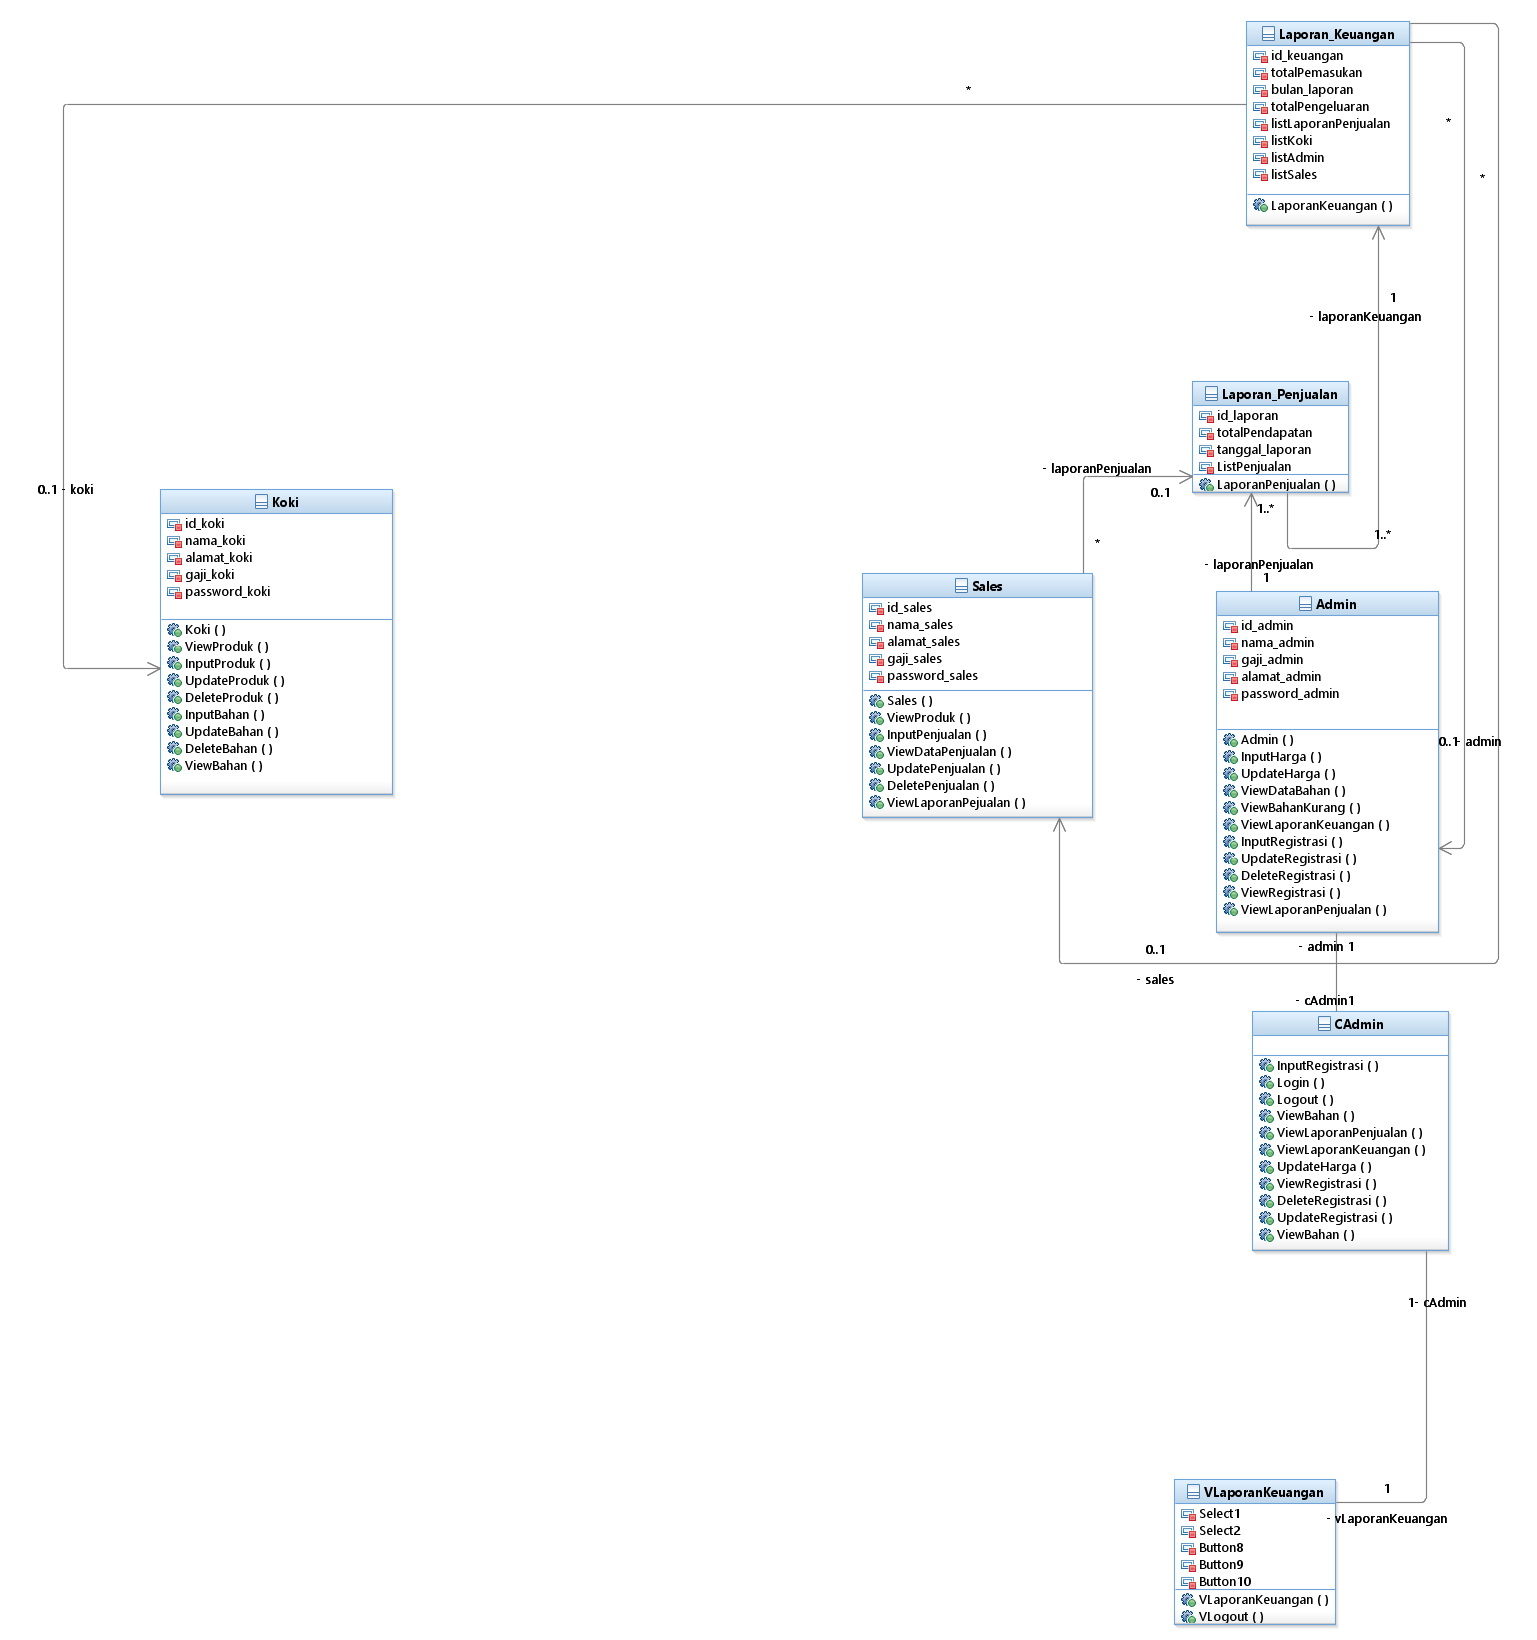 Laporan_Keuangan
id_keuangan
totalPemasukan
bulan_laporan
totalPengeluaran
listLaporanPenjualan
listKoki
listAdmin
listSales
LaporanKeuangan ( )
*
*
*
1
- laporanKeuangan
Laporan_Penjualan
id_laporan
totalPendapatan
tanggal_laporan
ListPenjualan
LaporanPenjualan ( )
- laporanPenjualan
0..1
*
1..*
1..*
- laporanPenjualan
1
0..1 - koki
Koki
id_koki
nama_koki
alamat_koki
gaji_koki
password_koki
Koki ( )
ViewProduk ( )
InputProduk ( )
UpdateProduk ( )
DeleteProduk ( )
InputBahan ( )
UpdateBahan ( )
DeleteBahan ( )
ViewBahan ( )
Sales
id_sales
nama_sales
alamat_sales
gaji_sales
password_sales
Sales ( )
ViewProduk ( )
InputPenjualan ( )
ViewDataPenjualan ( )
UpdatePenjualan ( )
DeletePenjualan ( )
ViewLaporanPejualan ( )
Admin
id_admin
nama_admin
gaji_admin
alamat_admin
password_admin
Admin ( )
InputHarga ( )
UpdateHarga ( )
ViewDataBahan ( )
ViewBahanKurang ( )
ViewLaporanKeuangan ( )
InputRegistrasi ( )
UpdateRegistrasi ( )
DeleteRegistrasi ( )
ViewRegistrasi ( )
ViewLaporanPenjualan ( )
0..1- admin
0..1
- sales
- admin 1
- cAdmin1
CAdmin
InputRegistrasi ( )
Login ( )
Logout ( )
ViewBahan ( )
ViewLaporanPenjualan ( )
ViewLaporanKeuangan ( )
UpdateHarga ( )
ViewRegistrasi ( )
DeleteRegistrasi ( )
UpdateRegistrasi ( )
ViewBahan ( )
1- cAdmin
1
- vLaporanKeuangan
VLaporanKeuangan
Select1
Select2
Button8
Button9
Button10
VLaporanKeuangan ( )
VLogout ( )